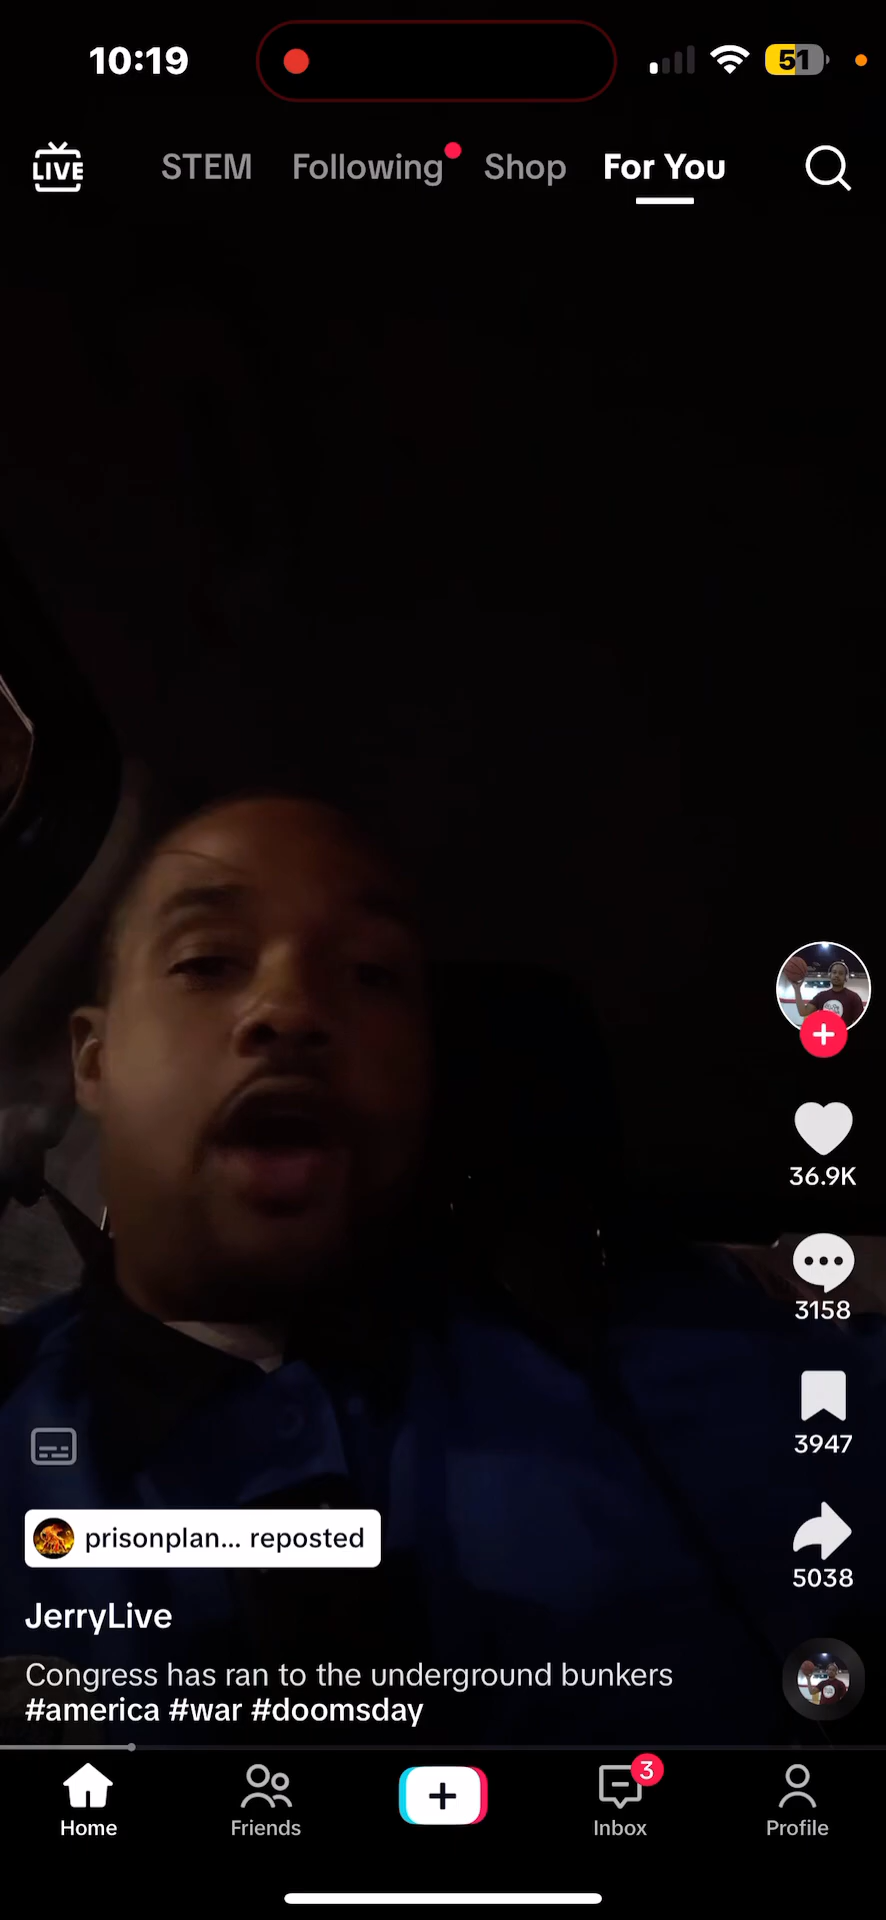 10:19
51
LIVE
STEM Following Shop For You
36.9K
3158
3947
prisonplan... reposted
5038
JerryLive
Congress has ran to the underground bunkers
#america #war #doomsday
3
Home Friends Inbox Profile